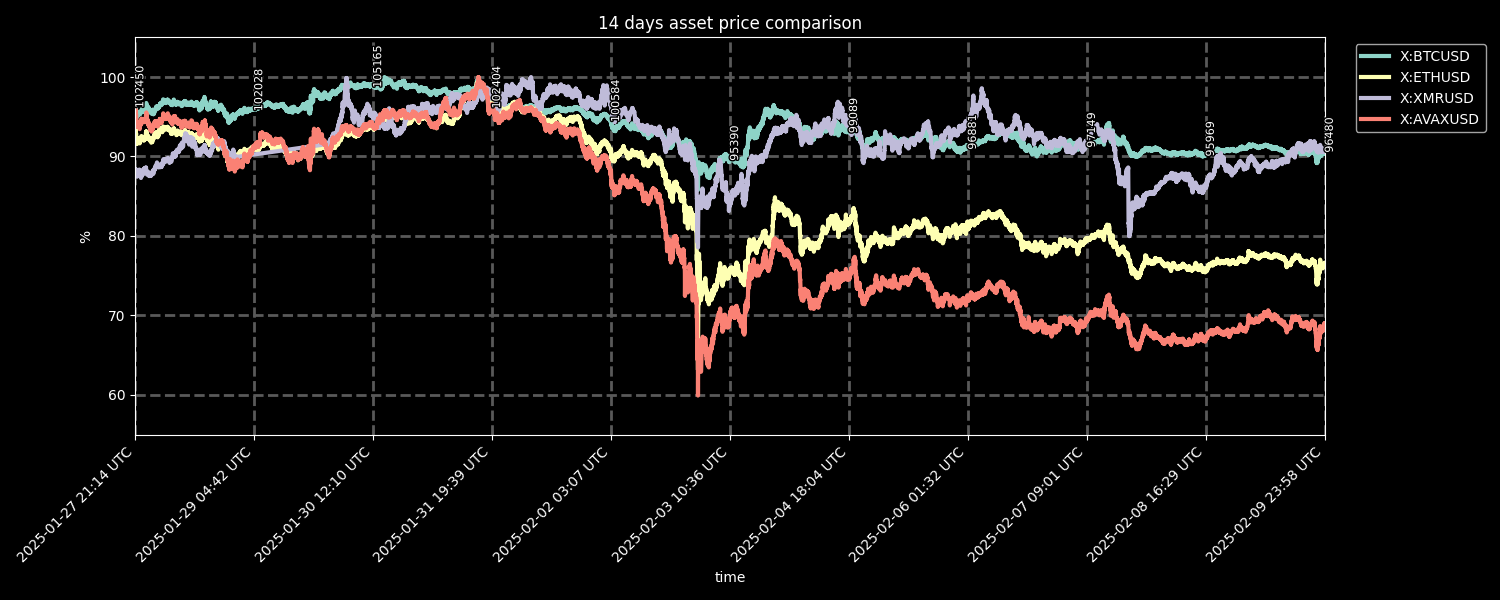 14 days asset price comparison
X:BTCUSD
X:ETHUSD
X:XMRUSD
X:AVAXUSD
%
100
90
80
70
60
102450
102028
105165
102404
100584
95390
99089
96881
97149
95969
96480
2025-01-27 21:14 UTC
2025-01-29 04:42 UTC
2025-01-30 12:10 UTC
2025-01-31 19:39 UTC
2025-02-02 03:07 UTC
2025-02-03 10:36 UTC
2025-02-04 18:04 UTC
2025-02-06 01:32 UTC
2025-02-07 09:01 UTC
2025-02-08 16:29 UTC
2025-02-09 23:58 UTC
time